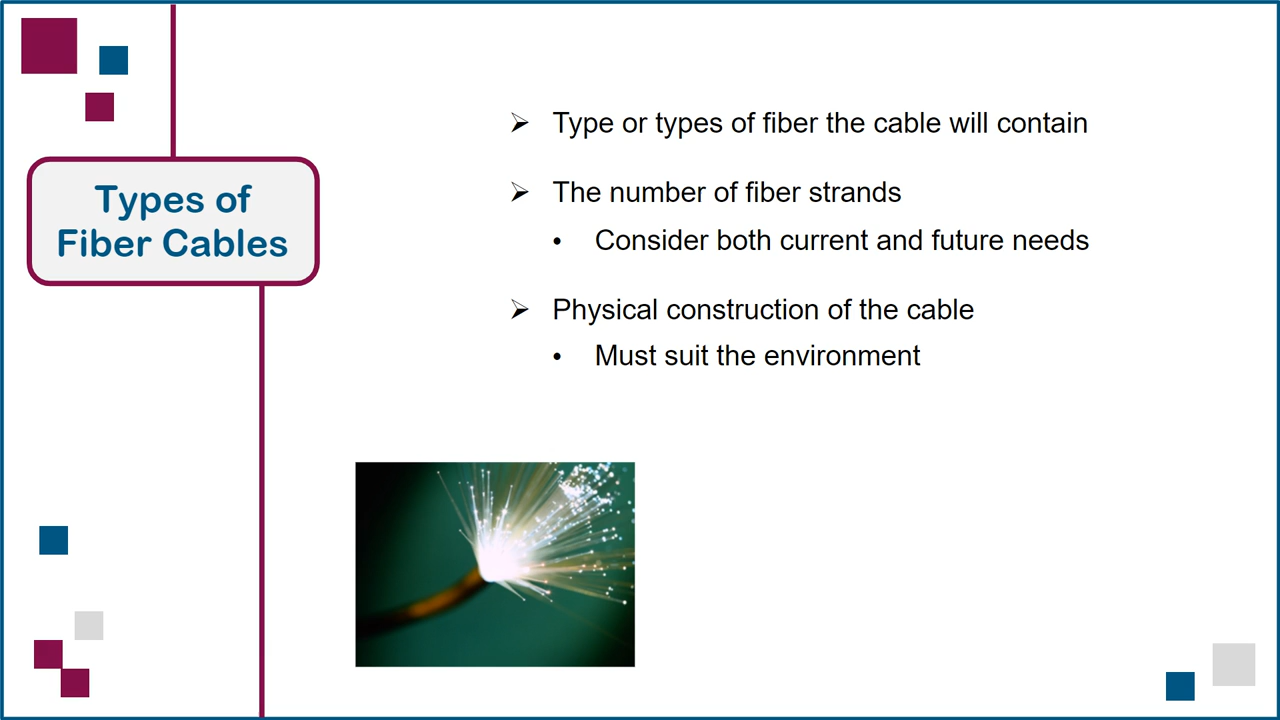 Types of
Fiber Cables
Type or types of fiber the cable will contain
The number of fiber strands
Consider both current and future needs
Physical construction of the cable
Must suit the environment